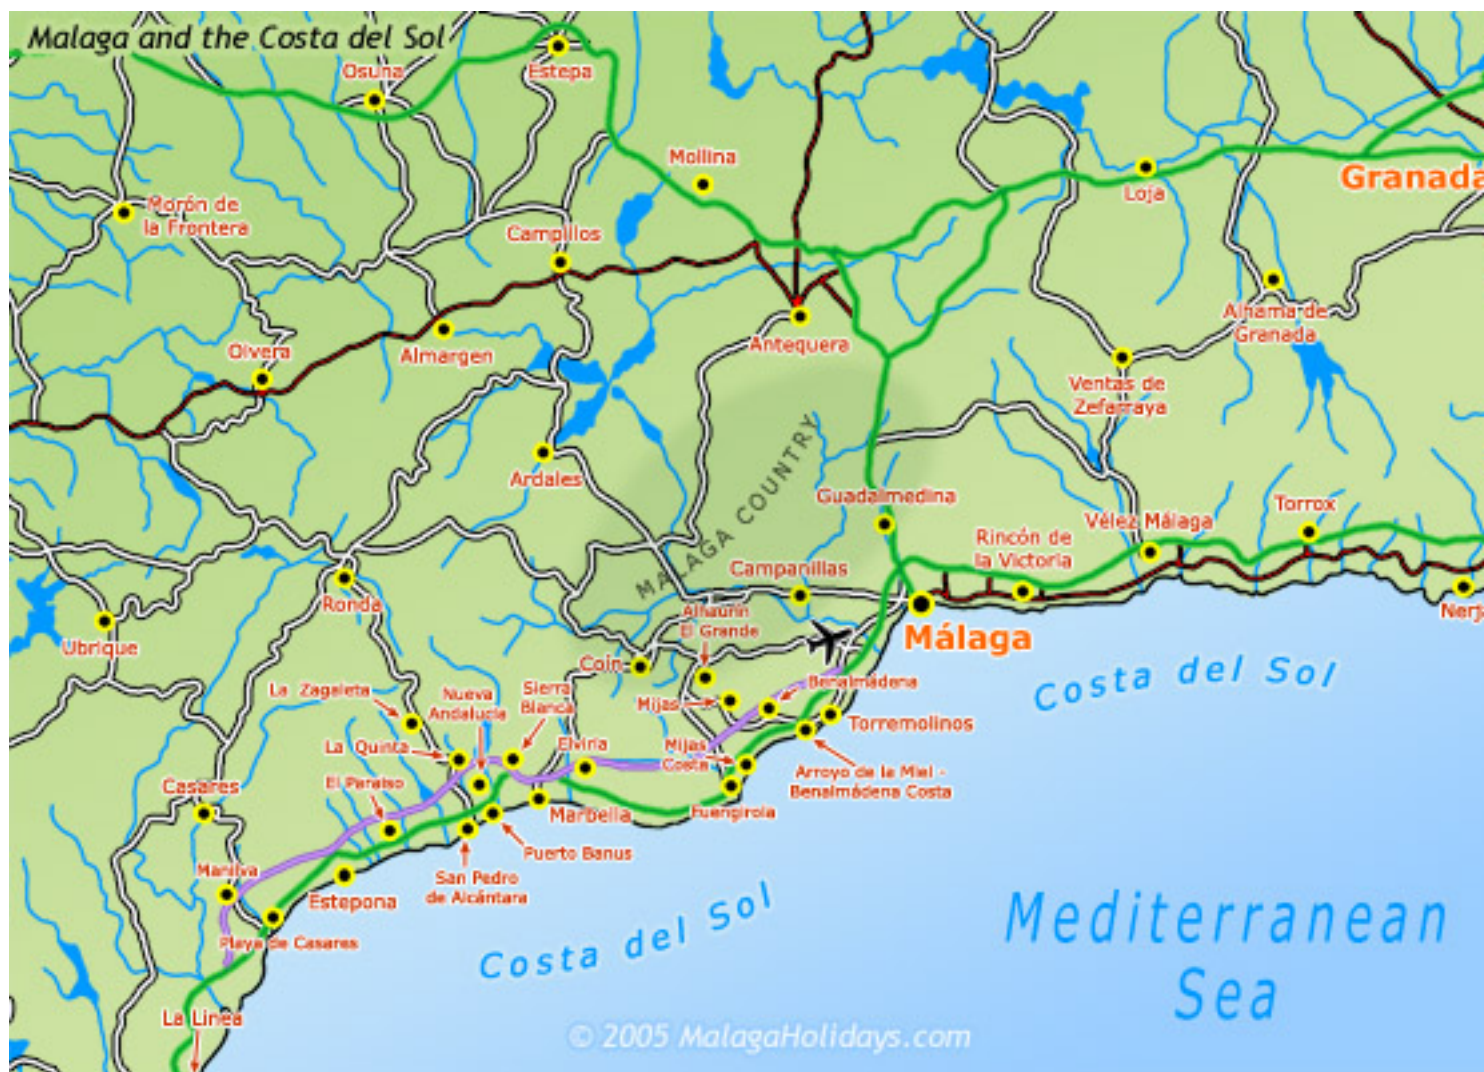 Malaga and the Costa del Sol
Osuna
Estepa
Mollina
Loja
Granada
Morón de
la Frontera
Campillos
Alhama de
Granada
Olvera
Almargen
Antequera
Ventas de
Zefarraya
Ardales
MALAGA COUNTRY
Guadalmedina
Rincón de
la Victoria
Vélez Málaga
Torrox
Ronda
Campanillas
Ubrique
Alhaurín
El Grande
Málaga
Nerj
Coín
Costa del Sol
La Zagaleta
Nueva
Andalucía
Sierra
Blanca
Mijas
Benalmádena
Torremolinos
La Quinta
Elviria
Mijas
Costa
Arroyo de la Miel -
Benalmádena Costa
Casares
El Paraiso
Marbella
Fuengirola
Puerto Banus
Manilva
Estepona
San Pedro
de Alcántara
Playa de Casares
Costa del Sol
Mediterranean
Sea
La Linea
© 2005 MalagaHolidays.com